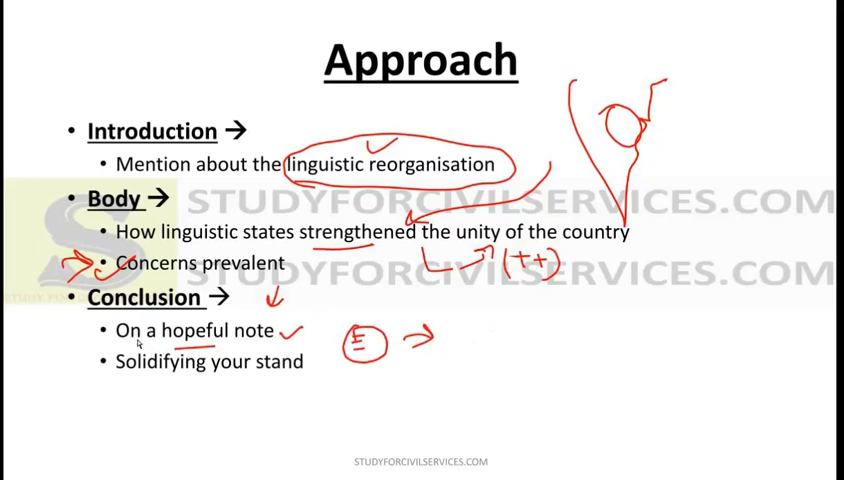 Approach
• Introduction →
• Mention about the linguistic reorganisation
• Body →
STUDYFORCIVILSERVICES.COM
• How linguistic states strengthened the unity of the country
• Concerns prevalent
(++)
STUDYFORCIVILSERVICES.COM
• Conclusion →
• On a hopeful note
E →
• Solidifying your stand
STUDYFORCIVILSERVICES.COM